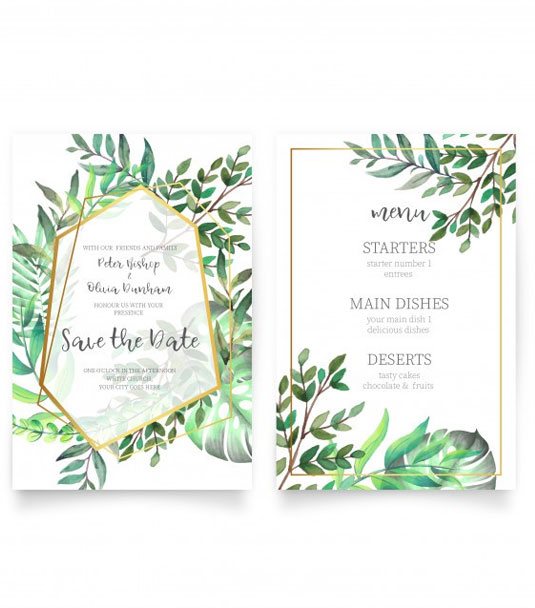 WITH OUR FRIENDS AND FAMILY
Peter Bishop
&
Olivia Dunham
HONOUR US WITH YOUR
PRESENCE
Save the Date
ONE O'CLOCK IN THE AFTERNOON
WHITE CHURCH
YOUR CITY GOES HERE
menu
STARTERS
starter number 1
entrees
MAIN DISHES
your main dish 1
delicious dishes
DESERTS
tasty cakes
chocolate & fruits